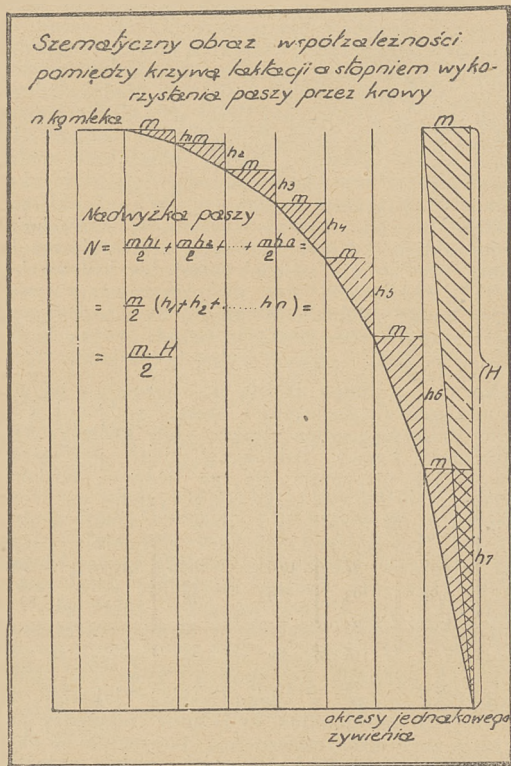 Szematyczny obraz współzależności
pomiędzy krzywą laktacji a stopniem wyko-
rzystania paszy przez krowy
n kg mleka
m
h1 m
h2
m
h3
m
h4
m
h5
m
h6
m
h7
m
H
Nadwyżka paszy
N = mh1/2 + mh2/2 + ..... + mhn/2 =
= m/2 (h1 + h2 + ...... hn) =
= m. H/2
okresy jednakowego
żywienia